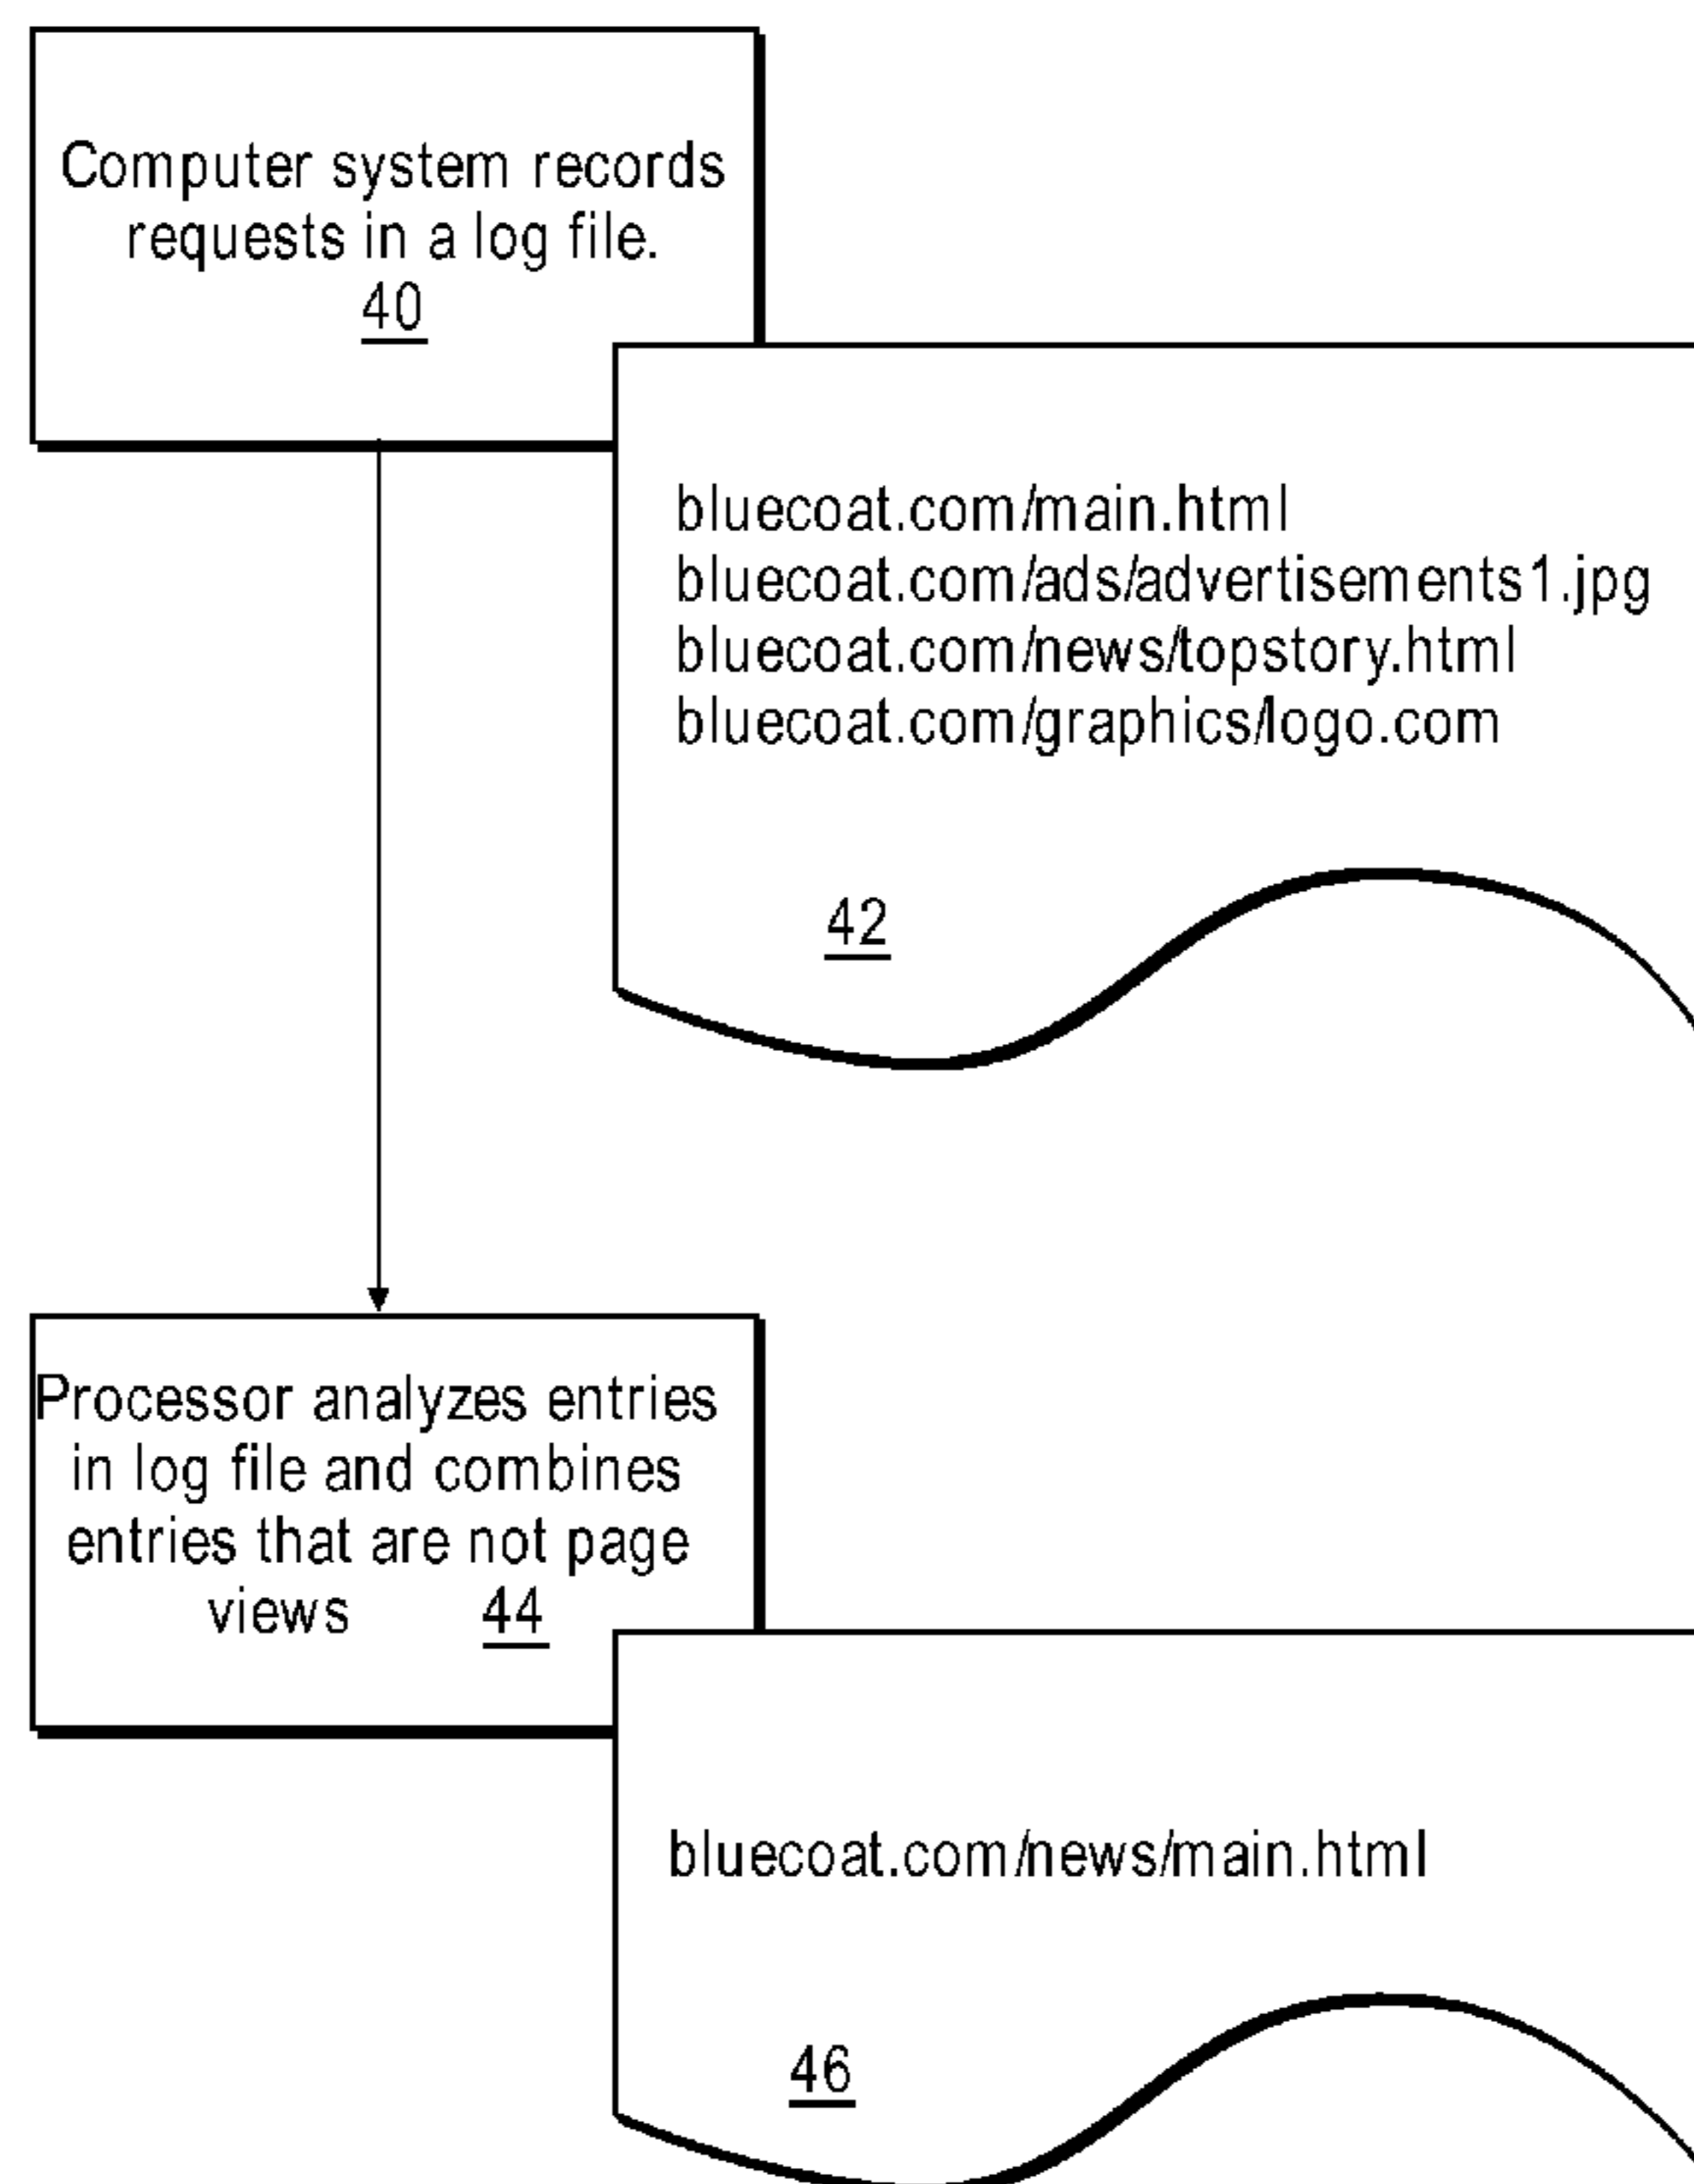 Computer system records
requests in a log file.
40
bluecoat.com/main.html
bluecoat.com/ads/advertisements1.jpg
bluecoat.com/news/topstory.html
bluecoat.com/graphics/logo.com
42
Processor analyzes entries
in log file and combines
entries that are not page
views 44
bluecoat.com/news/main.html
46